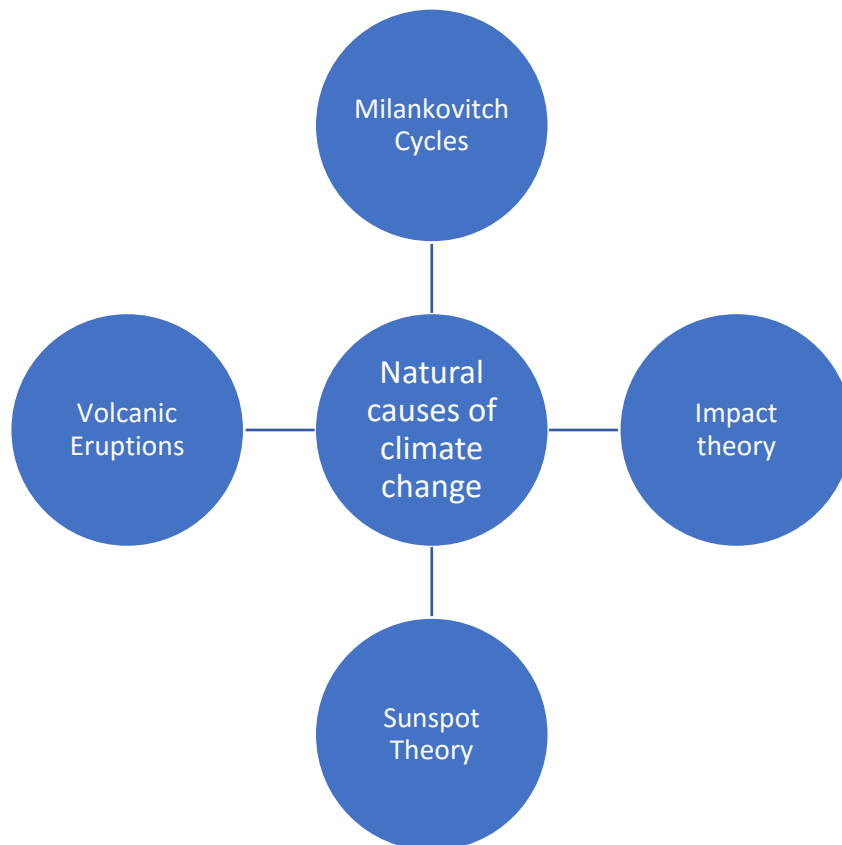 Milankovitch
Cycles
Volcanic
Eruptions
Natural
causes of
climate
change
Impact
theory
Sunspot
Theory